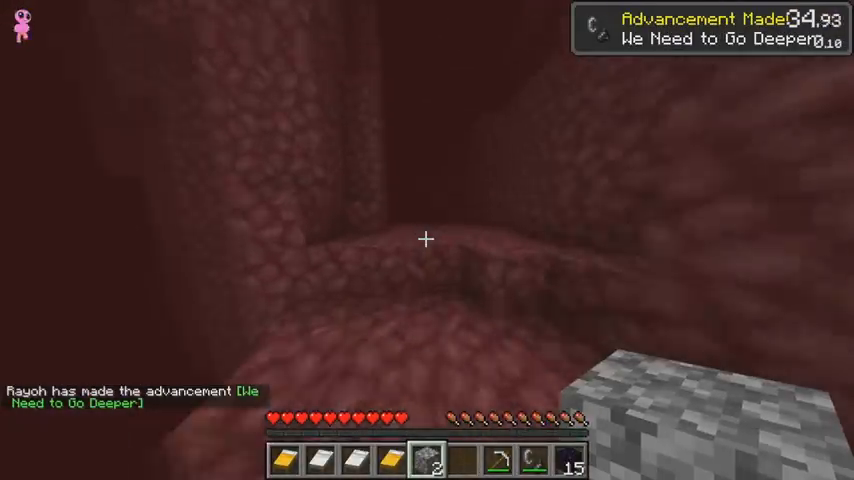 Advancement Made 34.93
We Need to Go Deeper 0.10
Rayoh has made the advancement [We
Need to Go Deeper]
2
15